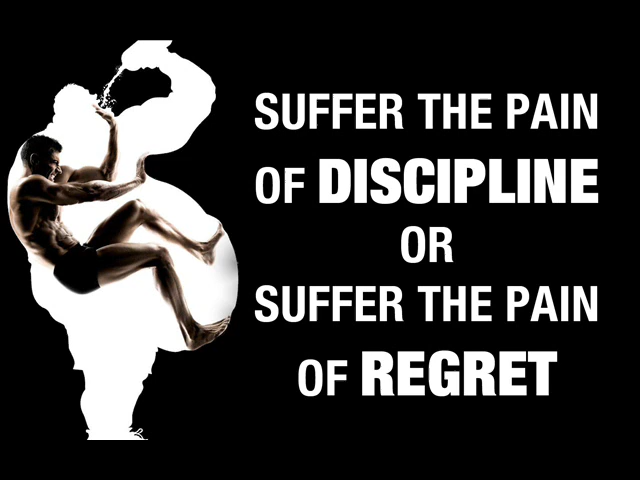 SUFFER THE PAIN
OF DISCIPLINE
OR
SUFFER THE PAIN
OF REGRET